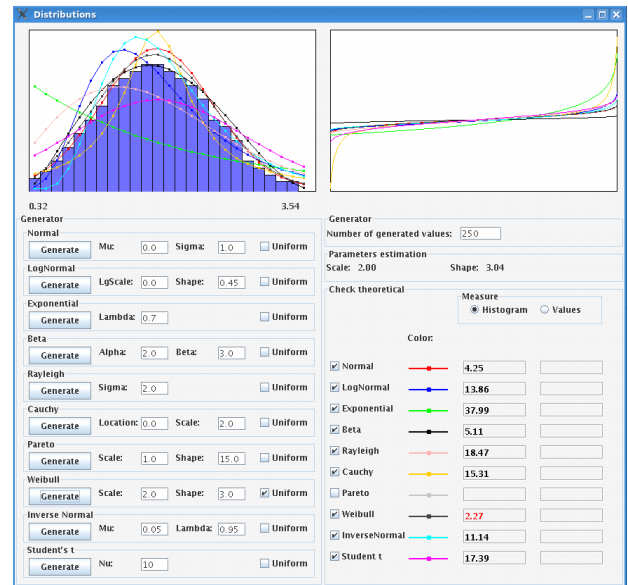 Distributions
0.32 3.54
Generator
Normal
Generate Mu: 0.0 Sigma: 1.0 Uniform
LogNormal
Generate LgScale: 0.0 Shape: 0.45 Uniform
Exponential
Generate Lambda: 0.7 Uniform
Beta
Generate Alpha: 2.0 Beta: 3.0 Uniform
Rayleigh
Generate Sigma: 2.0 Uniform
Cauchy
Generate Location: 0.0 Scale: 2.0 Uniform
Pareto
Generate Scale: 1.0 Shape: 15.0 Uniform
Weibull
Generate Scale: 2.0 Shape: 3.0 Uniform
Inverse Normal
Generate Mu: 0.05 Lambda: 0.95 Uniform
Student's t
Generate Nu: 10 Uniform
Generator
Number of generated values: 250
Parameters estimation
Scale: 2.00 Shape: 3.04
Check theoretical
Measure
Histogram Values
Color:
Normal 4.25
LogNormal 13.86
Exponential 37.99
Beta 5.11
Rayleigh 18.47
Cauchy 15.31
Pareto
Weibull 2.27
InverseNormal 11.14
Student t 17.39